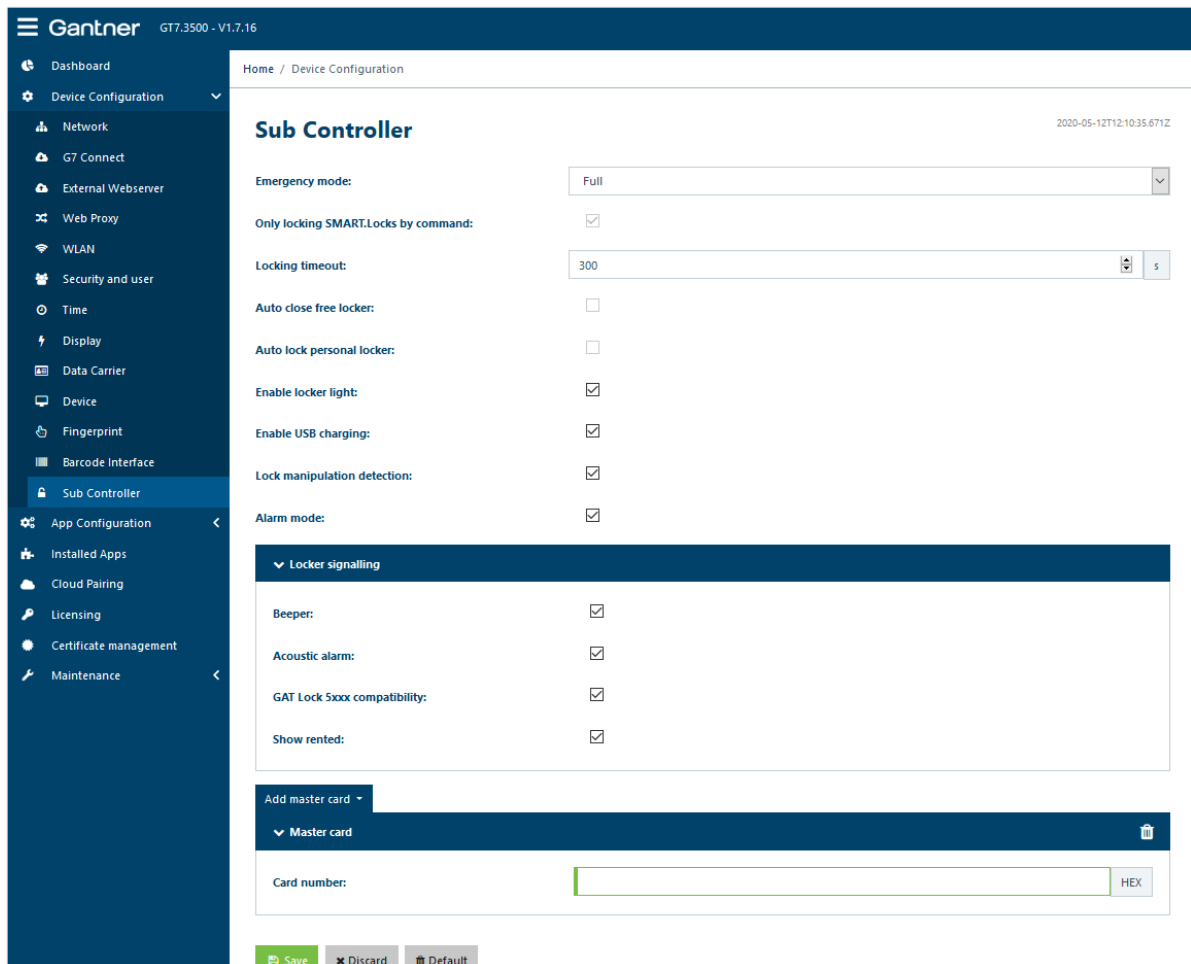 Gantner GT7.3500 - V1.7.16
Dashboard
Device Configuration
Network
G7 Connect
External Webserver
Web Proxy
WLAN
Security and user
Time
Display
Data Carrier
Device
Fingerprint
Barcode Interface
Sub Controller
App Configuration
Installed Apps
Cloud Pairing
Licensing
Certificate management
Maintenance
Home / Device Configuration
Sub Controller
2020-05-12T12:10:35.671Z
Emergency mode: Full
Only locking SMART.Locks by command:
Locking timeout: 300 s
Auto close free locker:
Auto lock personal locker:
Enable locker light:
Enable USB charging:
Lock manipulation detection:
Alarm mode:
Locker signalling
Beeper:
Acoustic alarm:
GAT Lock 5xxx compatibility:
Show rented:
Add master card
Master card
Card number: HEX
Save Discard Default